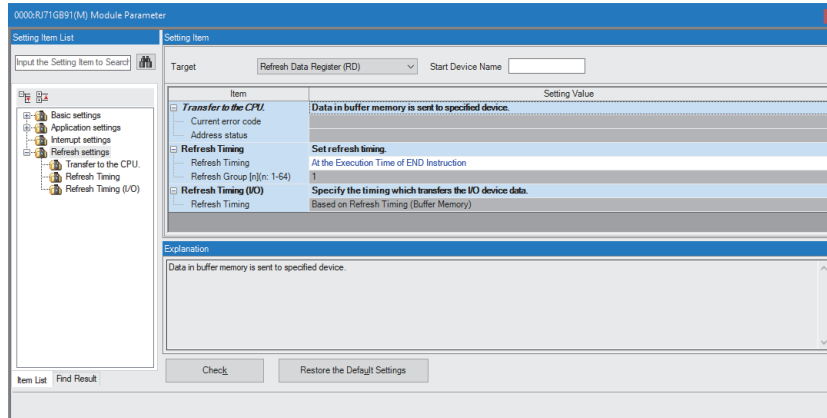 0000:RJ71GB91(M) Module Parameter
Setting Item List
Input the Setting Item to Search
Basic settings
Application settings
Interrupt settings
Refresh settings
Transfer to the CPU.
Refresh Timing
Refresh Timing (I/O)
Item List Find Result
Setting Item
Target Refresh Data Register (RD) Start Device Name
Item Setting Value
Transfer to the CPU. Data in buffer memory is sent to specified device.
Current error code
Address status
Refresh Timing Set refresh timing.
Refresh Timing At the Execution Time of END Instruction
Refresh Group [n](n: 1-64) 1
Refresh Timing (I/O) Specify the timing which transfers the I/O device data.
Refresh Timing Based on Refresh Timing (Buffer Memory)
Explanation
Data in buffer memory is sent to specified device.
Check Restore the Default Settings